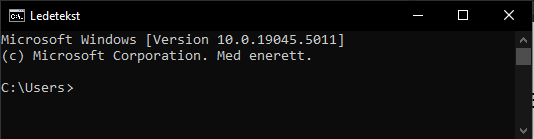 Ledetekst
Microsoft Windows [Version 10.0.19045.5011]
(c) Microsoft Corporation. Med enerett.
C:\Users>